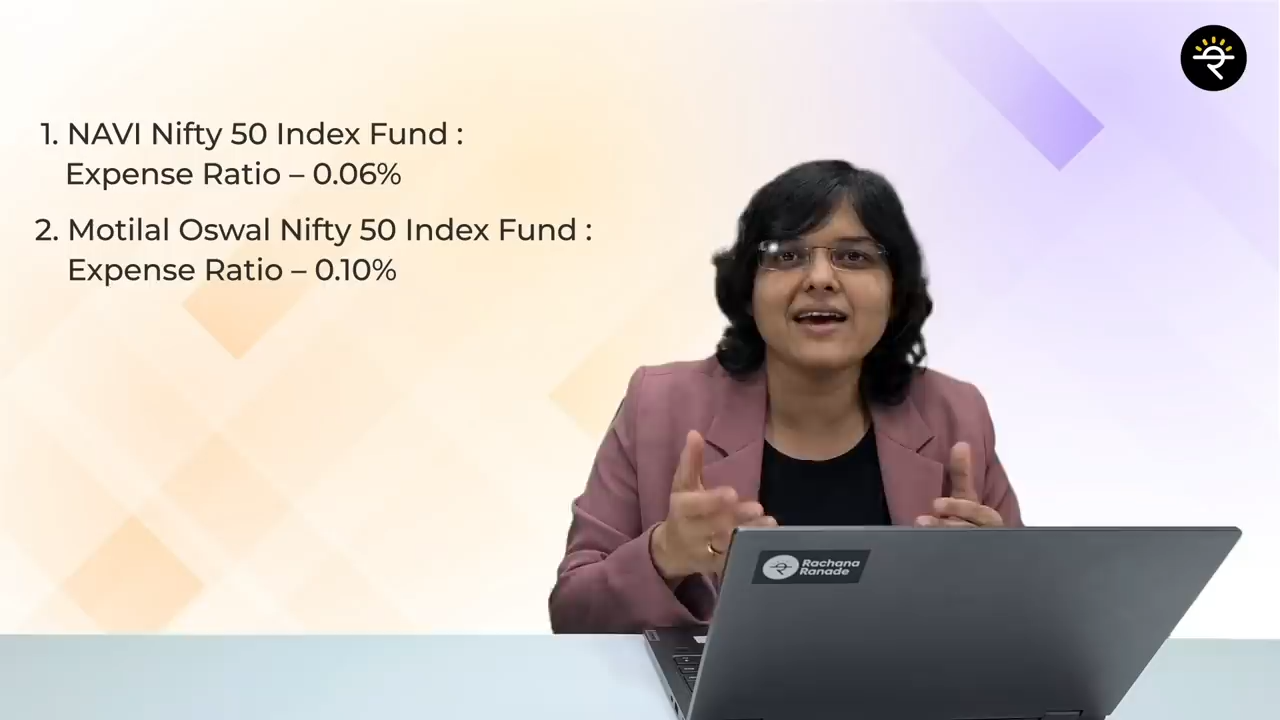 1. NAVI Nifty 50 Index Fund :
Expense Ratio – 0.06%
2. Motilal Oswal Nifty 50 Index Fund :
Expense Ratio – 0.10%
Rachana
Ranade